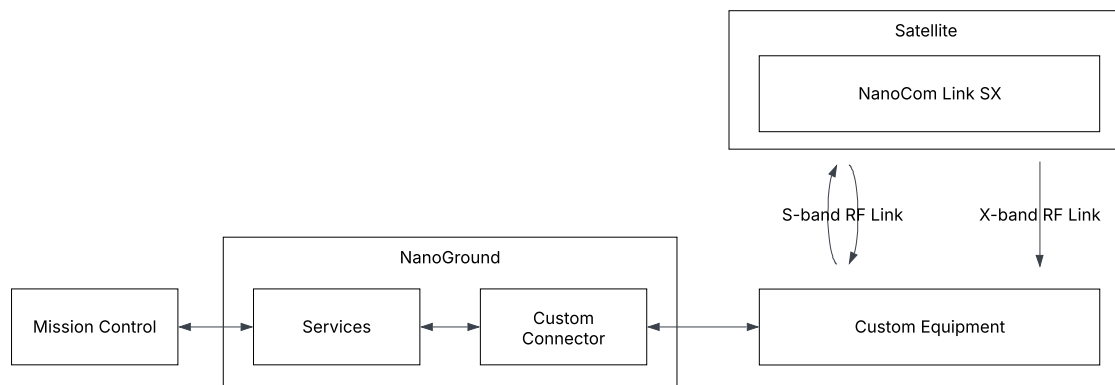 Satellite
NanoCom Link SX
S-band RF Link
X-band RF Link
NanoGround
Mission Control
Services
Custom
Connector
Custom Equipment